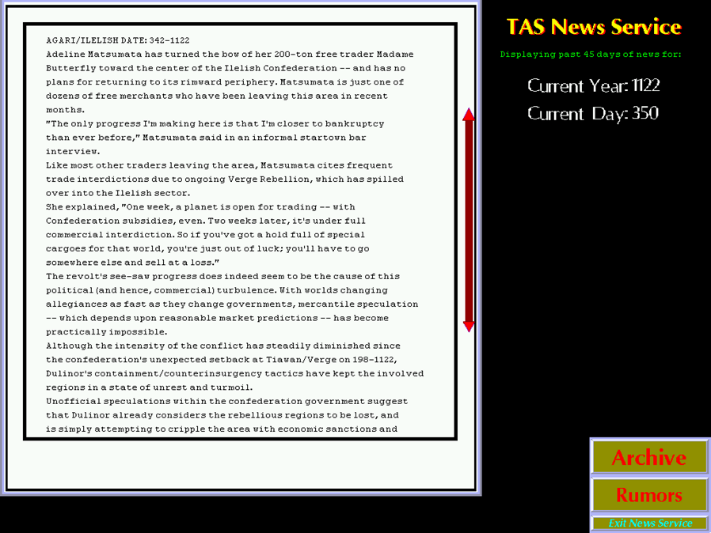 AGARI/ILELISH DATE: 342-1122
Adeline Matsumata has turned the bow of her 200-ton free trader Madame
Butterfly toward the center of the Ilelish Confederation -- and has no
plans for returning to its rimward periphery. Matsumata is just one of
dozens of free merchants who have been leaving this area in recent
months.
"The only progress I'm making here is that I'm closer to bankruptcy
than ever before," Matsumata said in an informal startown bar
interview.
Like most other traders leaving the area, Matsumata cites frequent
trade interdictions due to ongoing Verge Rebellion, which has spilled
over into the Ilelish sector.
She explained, "One week, a planet is open for trading -- with
Confederation subsidies, even. Two weeks later, it's under full
commercial interdiction. So if you've got a hold full of special
cargoes for that world, you're just out of luck; you'll have to go
somewhere else and sell at a loss."
The revolt's see-saw progress does indeed seem to be the cause of this
political (and hence, commercial) turbulence. With worlds changing
allegiances as fast as they change governments, mercantile speculation
-- which depends upon reasonable market predictions -- has become
practically impossible.
Although the intensity of the conflict has steadily diminished since
the confederation's unexpected setback at Tiawan/Verge on 198-1122,
Dulinor's containment/counterinsurgency tactics have kept the involved
regions in a state of unrest and turmoil.
Unofficial speculations within the confederation government suggest
that Dulinor already considers the rebellious regions to be lost, and
is simply attempting to cripple the area with economic sanctions and
TAS News Service
Displaying past 45 days of news for:
Current Year: 1122
Current Day: 350
Archive
Rumors
Exit News Service